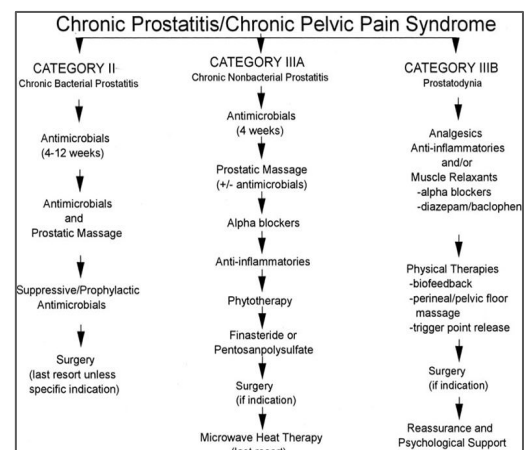 Chronic Prostatitis/Chronic Pelvic Pain Syndrome
CATEGORY II
Chronic Bacterial Prostatitis
Antimicrobials
(4-12 weeks)
Antimicrobials
and
Prostatic Massage
Suppressive/Prophylactic
Antimicrobials
Surgery
(last resort unless
specific indication)
CATEGORY IIIA
Chronic Nonbacterial Prostatitis
Antimicrobials
(4 weeks)
Prostatic Massage
(+/- antimicrobials)
Alpha blockers
Anti-inflammatories
Phytotherapy
Finasteride or
Pentosanpolysulfate
Surgery
(if indication)
Microwave Heat Therapy
(last resort)
CATEGORY IIIB
Prostatodynia
Analgesics
Anti-inflammatories
and/or
Muscle Relaxants
-alpha blockers
-diazepam/baclophen
Physical Therapies
-biofeedback
-perineal/pelvic floor
massage
-trigger point release
Surgery
(if indication)
Reassurance and
Psychological Support